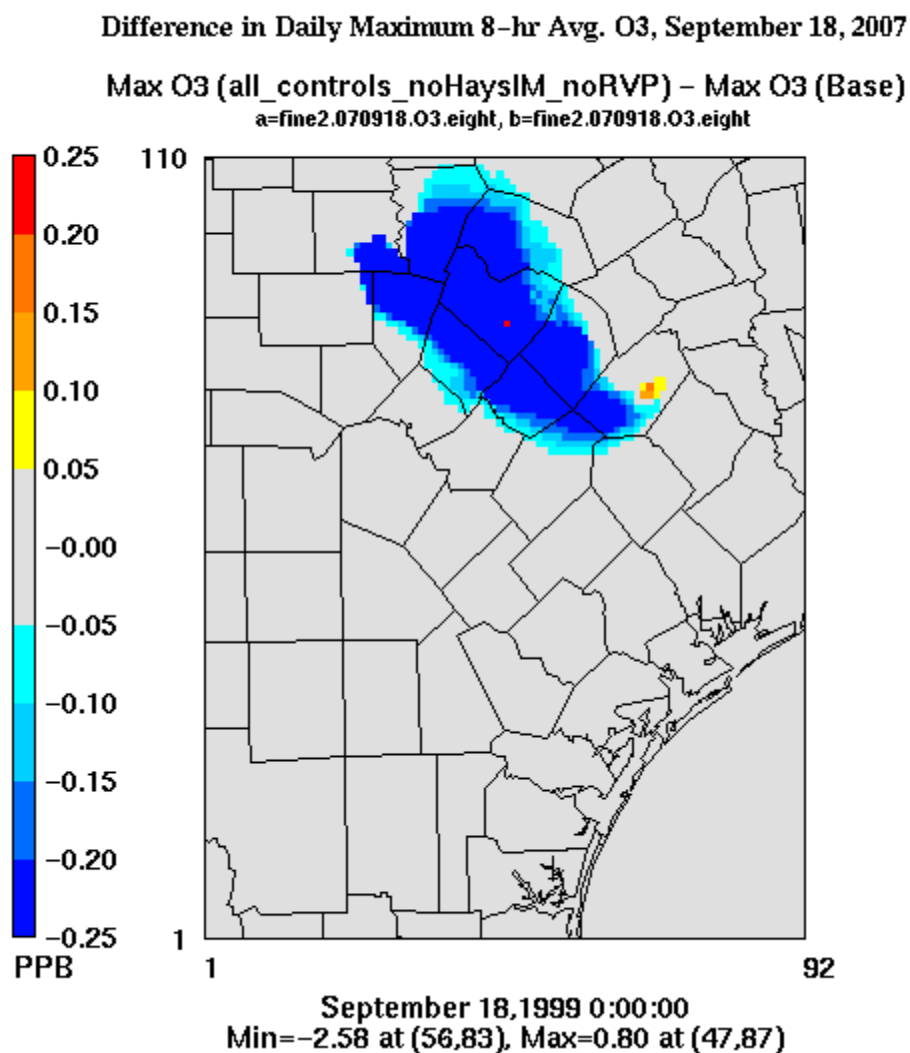 Difference in Daily Maximum 8-hr Avg. O3, September 18, 2007
Max O3 (all_controls_noHaysIM_noRVP) – Max O3 (Base)
a=fine2.070918.O3.eight, b=fine2.070918.O3.eight
0.25
0.20
0.15
0.10
0.05
-0.00
-0.05
-0.10
-0.15
-0.20
-0.25
PPB
110
1
1
92
September 18,1999 0:00:00
Min=-2.58 at (56,83), Max=0.80 at (47,87)